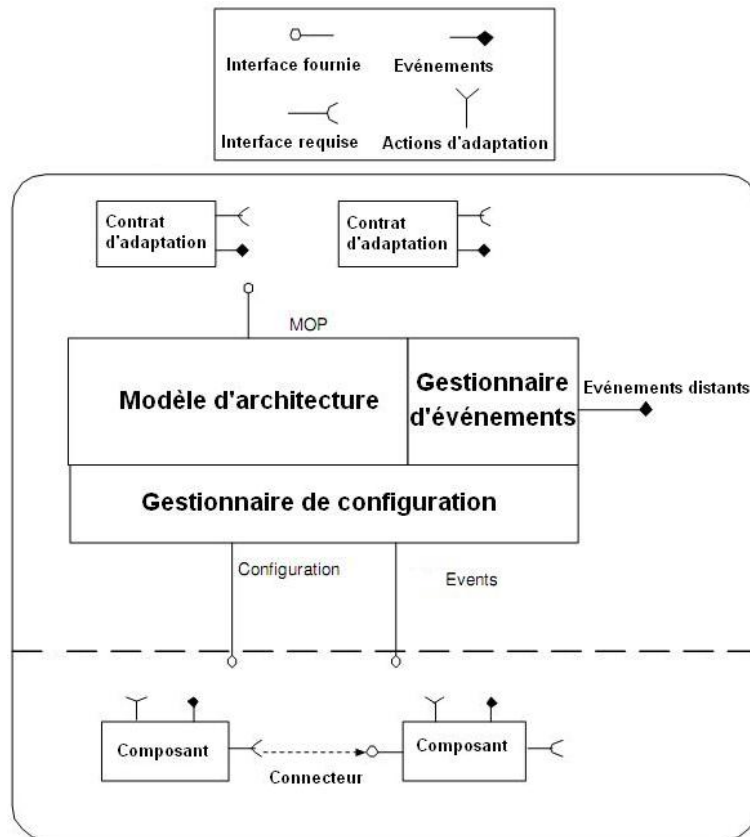 Interface fournie
Evénements
Interface requise
Actions d'adaptation
Contrat
d'adaptation
Contrat
d'adaptation
MOP
Modèle d'architecture
Gestionnaire
d'événements
Evénements distants
Gestionnaire de configuration
Configuration
Events
Composant
Composant
Connecteur